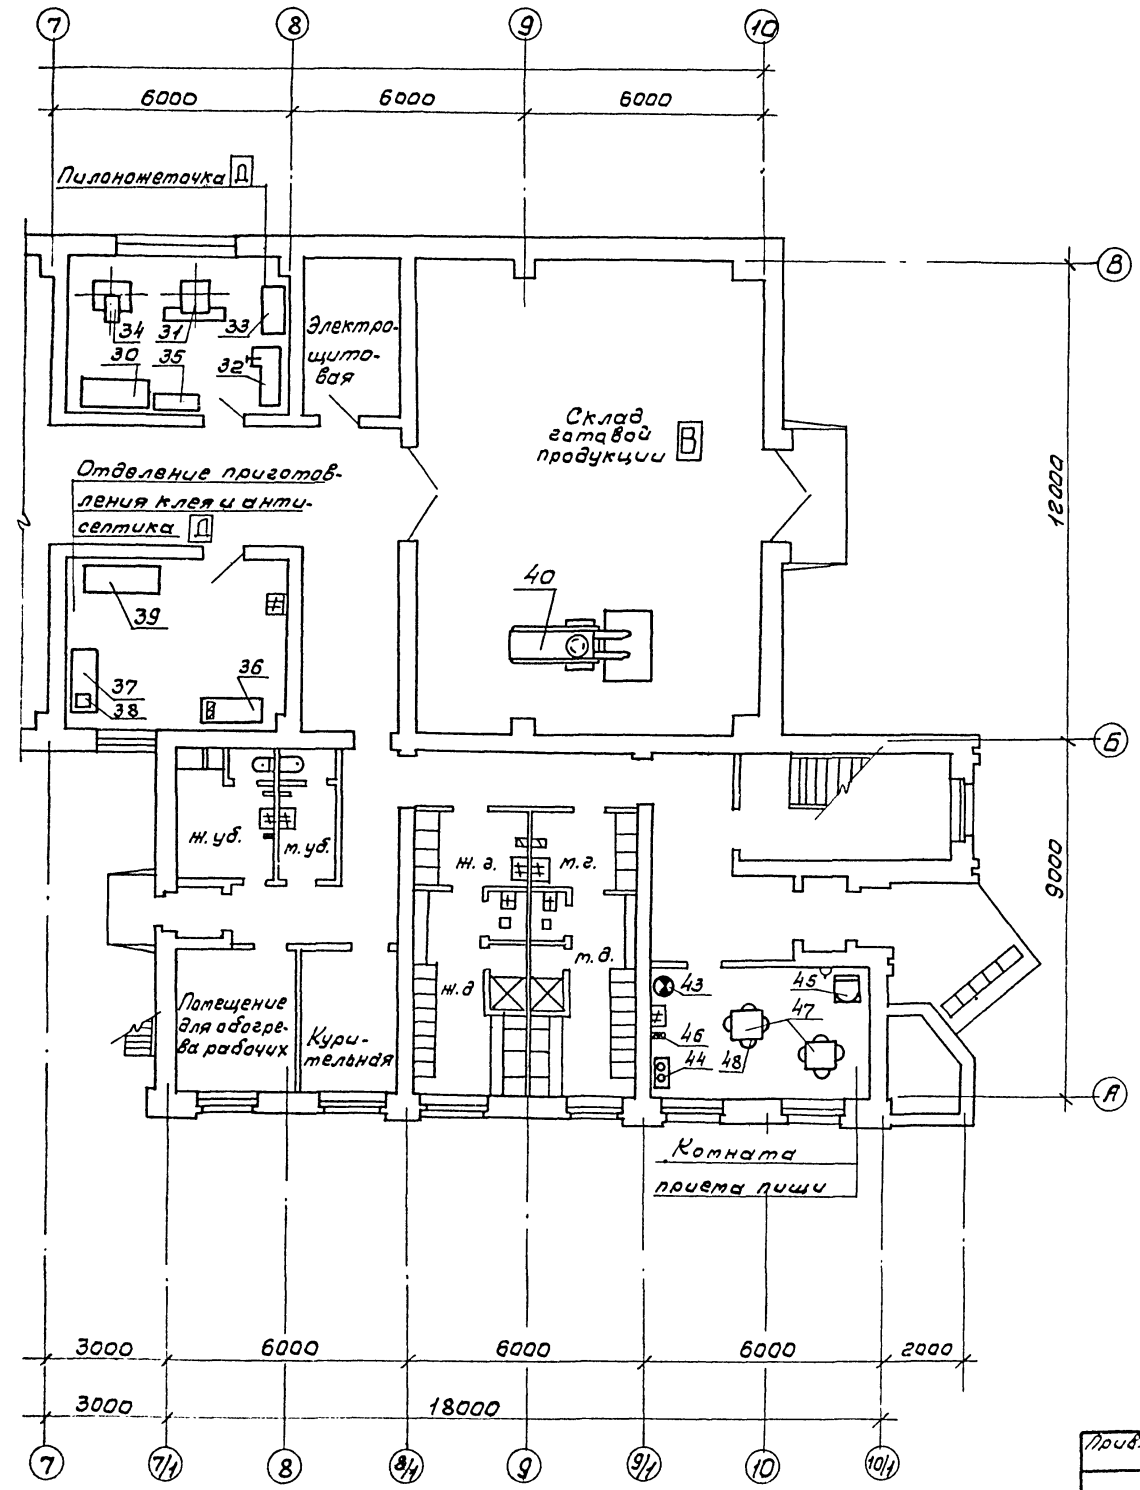 7 8 9 10
6000 6000 6000
Пилоножеточка Д
В
34 31 33
30 35
32
Электро-
щитовая
Склад
готовой
продукции В
12000
Отделение приготов-
ления клея и анти-
септика Д
39
40
37 36
38
Б
ж.уб. м.уб.
ж.г. м.г.
9000
м.д.
ж.д
43 45
47
46
44 48
Помещение
для обогре-
ва рабочих
Кури-
тельная
А
Комната
приема пищи
3000 6000 6000 6000 2000
3000 18000
7 7/1 8 8/1 9 9/1 10 10/1
Прив